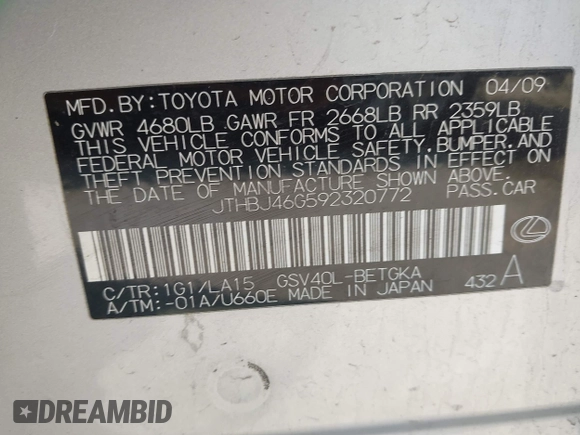 MFD. BY: TOYOTA MOTOR CORPORATION 04/09
GVWR 4680LB GAWR FR 2668LB RR 2359LB
THIS VEHICLE CONFORMS TO ALL APPLICABLE
FEDERAL MOTOR VEHICLE SAFETY, BUMPER, AND
THEFT PREVENTION STANDARDS IN EFFECT ON
THE DATE OF MANUFACTURE SHOWN ABOVE.
JTHBJ46G592320772 PASS. CAR
C/TR: 1G1/LA15 GSV40L-BETGKA
A/TM: -01A/U660E MADE IN JAPAN 432 A
DREAMBID